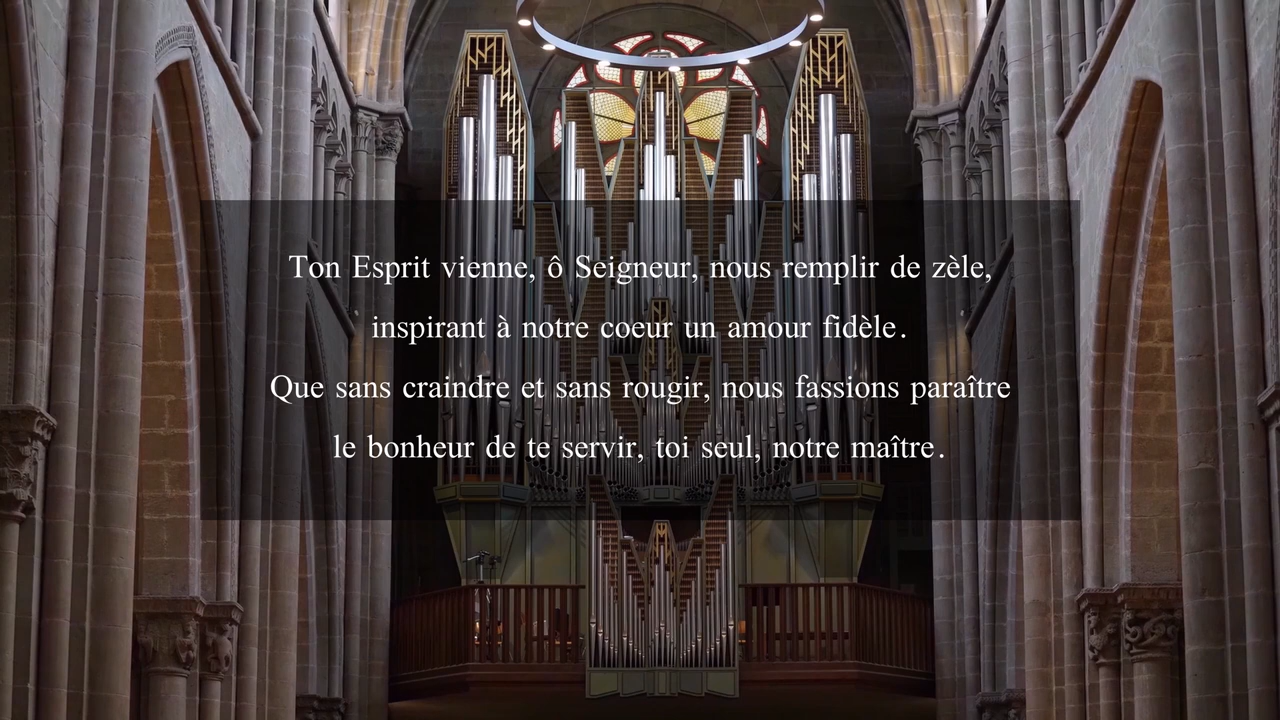 Ton Esprit vienne, ô Seigneur, nous remplir de zèle,
inspirant à notre coeur un amour fidèle.
Que sans craindre et sans rougir, nous fassions paraître
le bonheur de te servir, toi seul, notre maître.